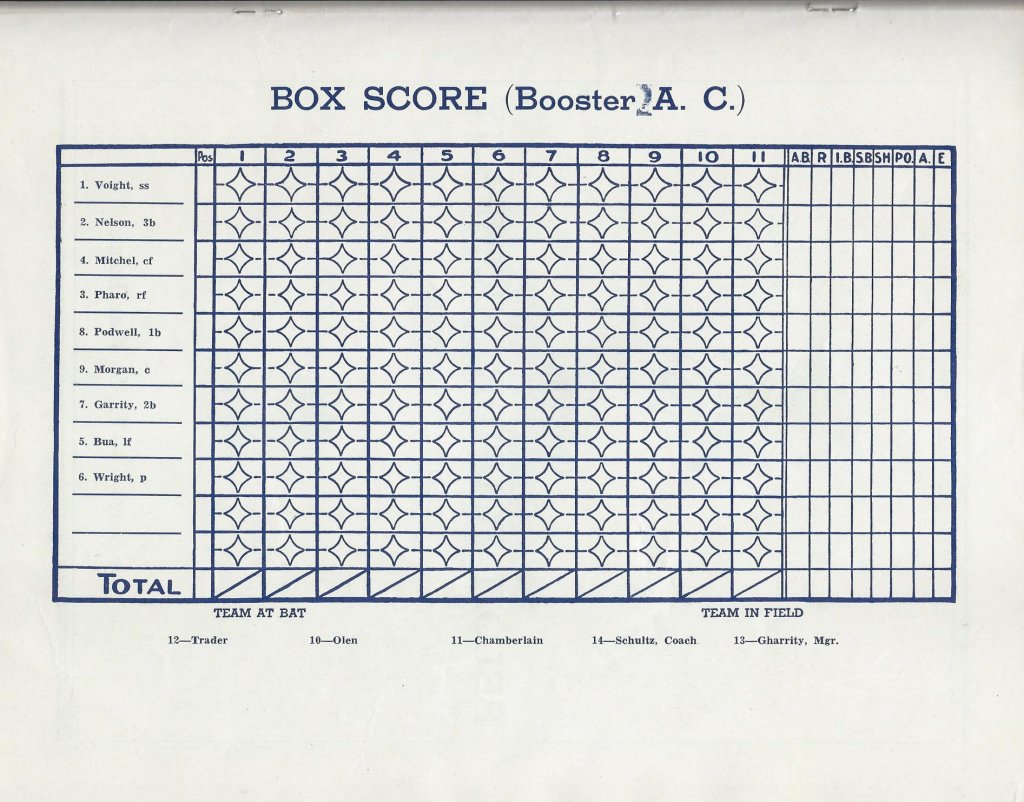 BOX SCORE (Booster A. C.)
Pos 1 2 3 4 5 6 7 8 9 10 11 A.B. R I.B. S.B SH P.O. A. E
1. Voight, ss
2. Nelson, 3b
4. Mitchel, cf
3. Pharo, rf
8. Podwell, 1b
9. Morgan, c
7. Garrity, 2b
5. Bua, lf
6. Wright, p
TOTAL
TEAM AT BAT TEAM IN FIELD
12—Trader 10—Olen 11—Chamberlain 14—Schultz, Coach 13—Gharrity, Mgr.